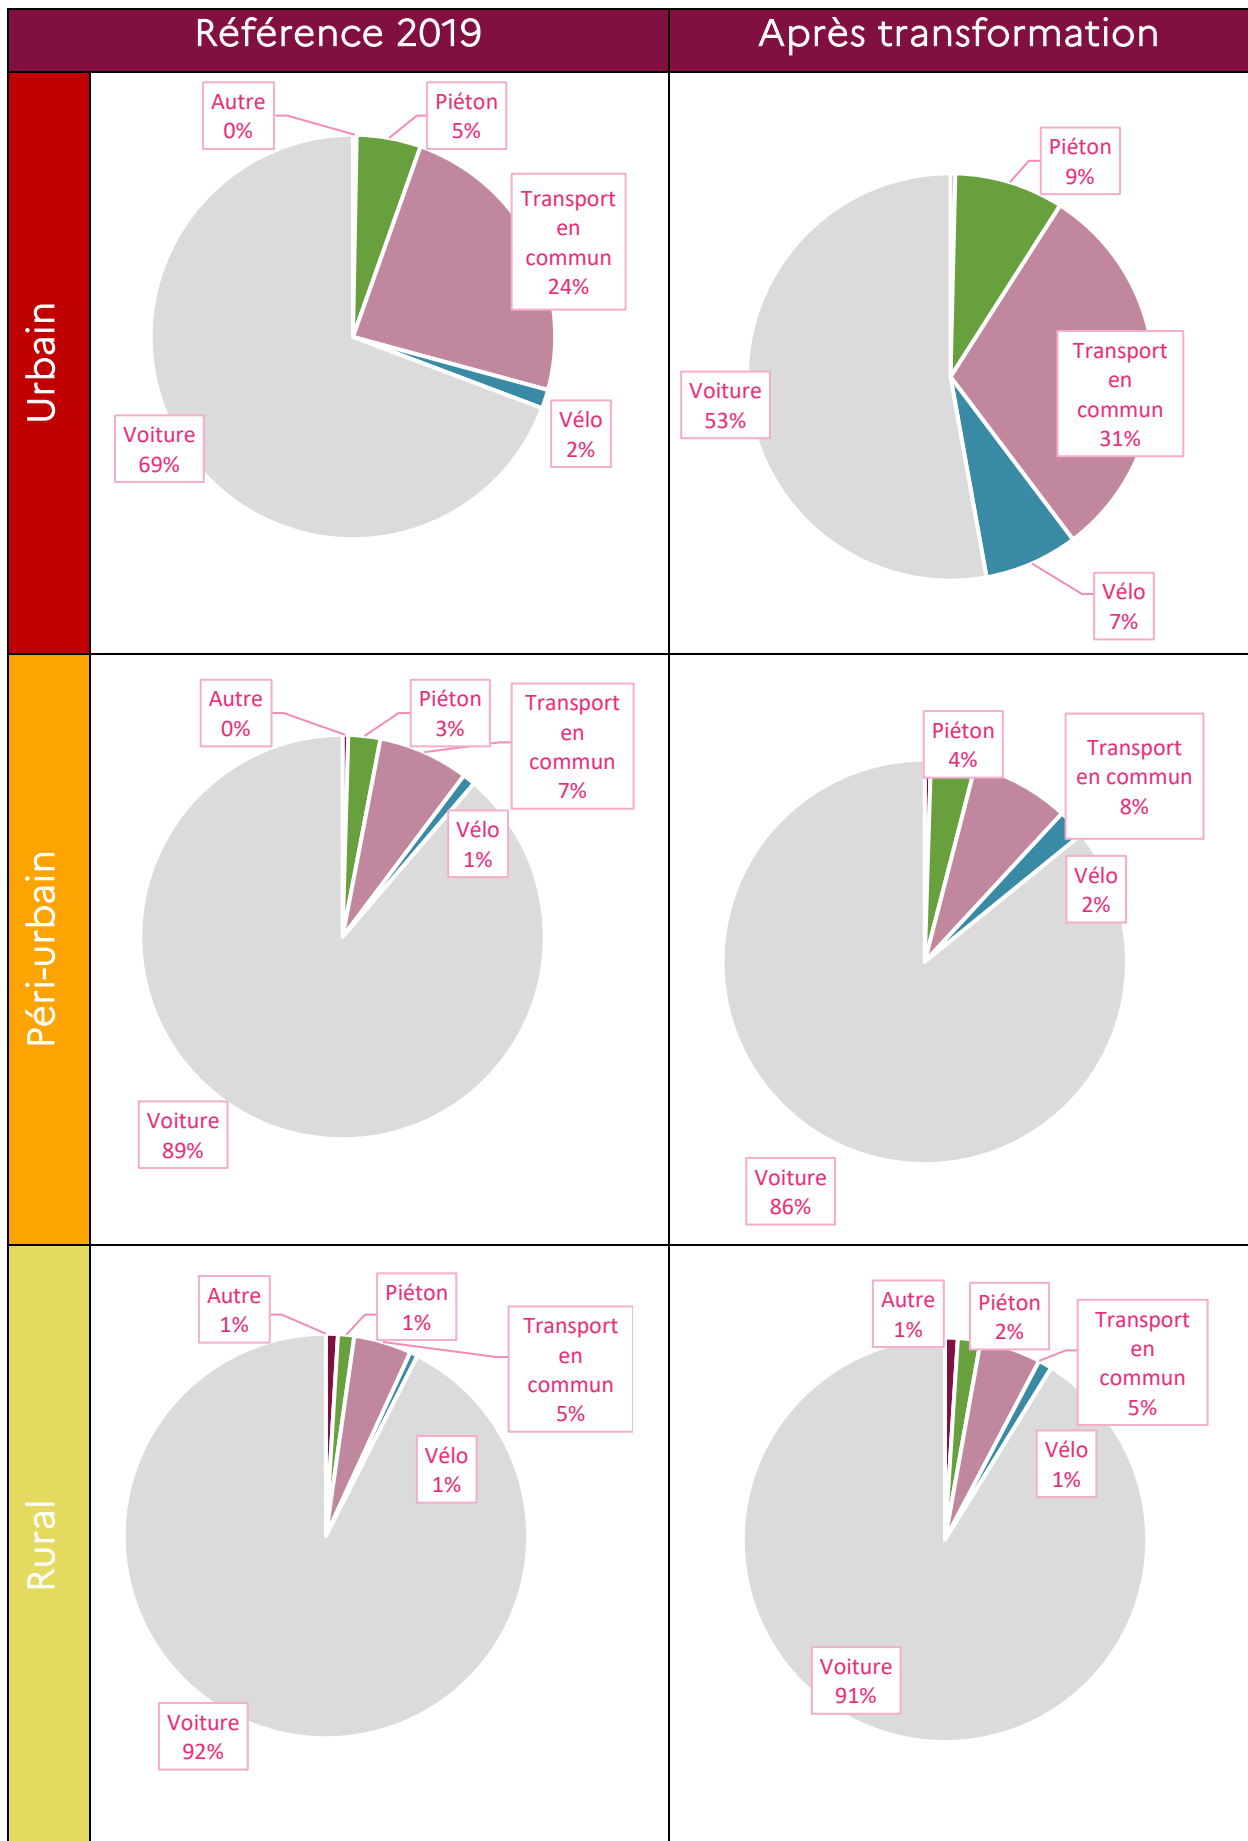 Référence 2019
Après transformation
Urbain
Autre
0%
Piéton
5%
Transport
en
commun
24%
Vélo
2%
Voiture
69%
Piéton
9%
Transport
en
commun
31%
Vélo
7%
Voiture
53%
Péri-urbain
Autre
0%
Piéton
3%
Transport
en
commun
7%
Vélo
1%
Voiture
89%
Piéton
4%
Transport
en commun
8%
Vélo
2%
Voiture
86%
Rural
Autre
1%
Piéton
1%
Transport
en
commun
5%
Vélo
1%
Voiture
92%
Autre
1%
Piéton
2%
Transport
en
commun
5%
Vélo
1%
Voiture
91%